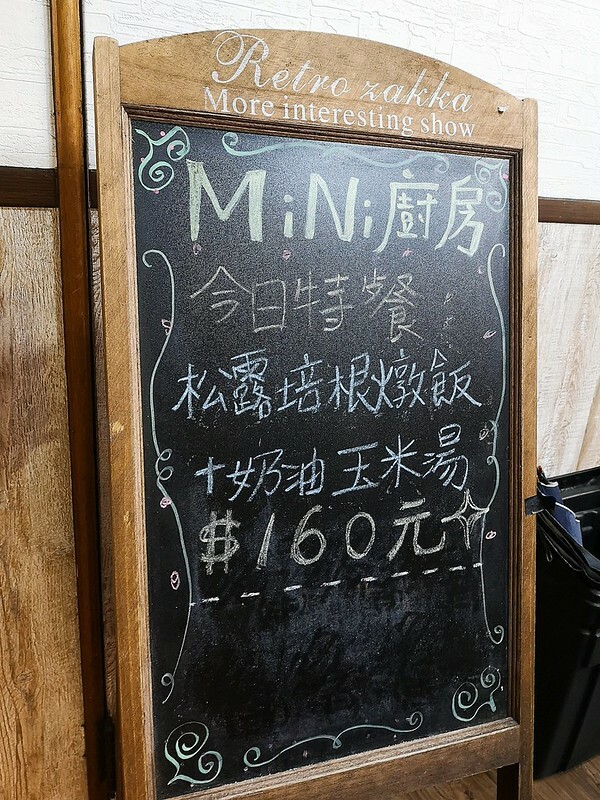 Retro zakka
More interesting show
MiNi廚房
今日特餐：
松露培根燉飯
+奶油玉米湯
$160元